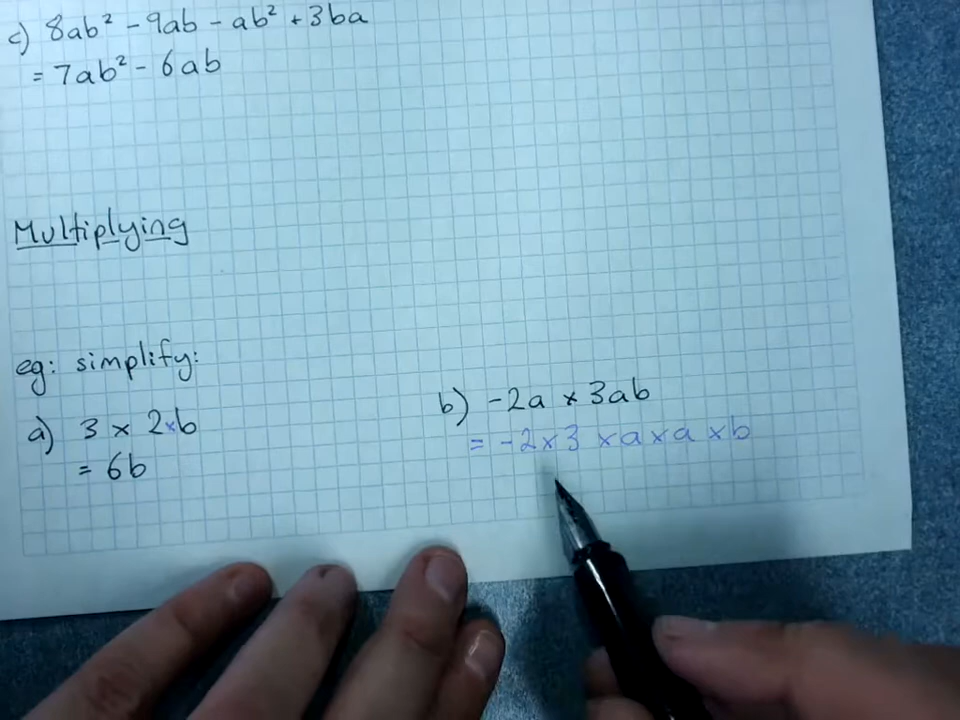 c) 8ab² - 9ab - ab² + 3ba
= 7ab² - 6ab
Multiplying
eg: simplify:
a) 3 × 2×b
= 6b
b) -2a × 3ab
= -2×3 ×a×a ×b